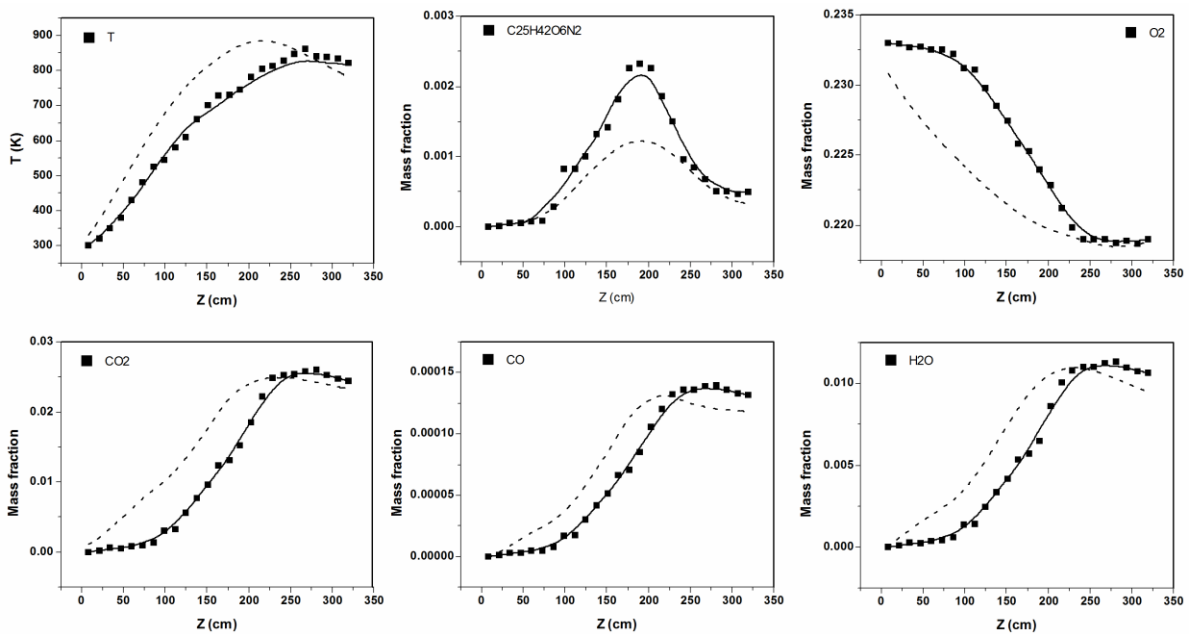 T
900
800
700
600
500
400
300
T (K)
0 50 100 150 200 250 300 350
Z (cm)
C25H42O6N2
0.003
0.002
0.001
0.000
Mass fraction
0 50 100 150 200 250 300 350
Z (cm)
O2
0.235
0.230
0.225
0.220
Mass fraction
0 50 100 150 200 250 300 350
Z (cm)
CO2
0.03
0.02
0.01
0.00
Mass fraction
0 50 100 150 200 250 300 350
Z (cm)
CO
0.00015
0.00010
0.00005
0.00000
Mass fraction
0 50 100 150 200 250 300 350
Z (cm)
H2O
0.010
0.005
0.000
Mass fraction
0 50 100 150 200 250 300 350
Z (cm)